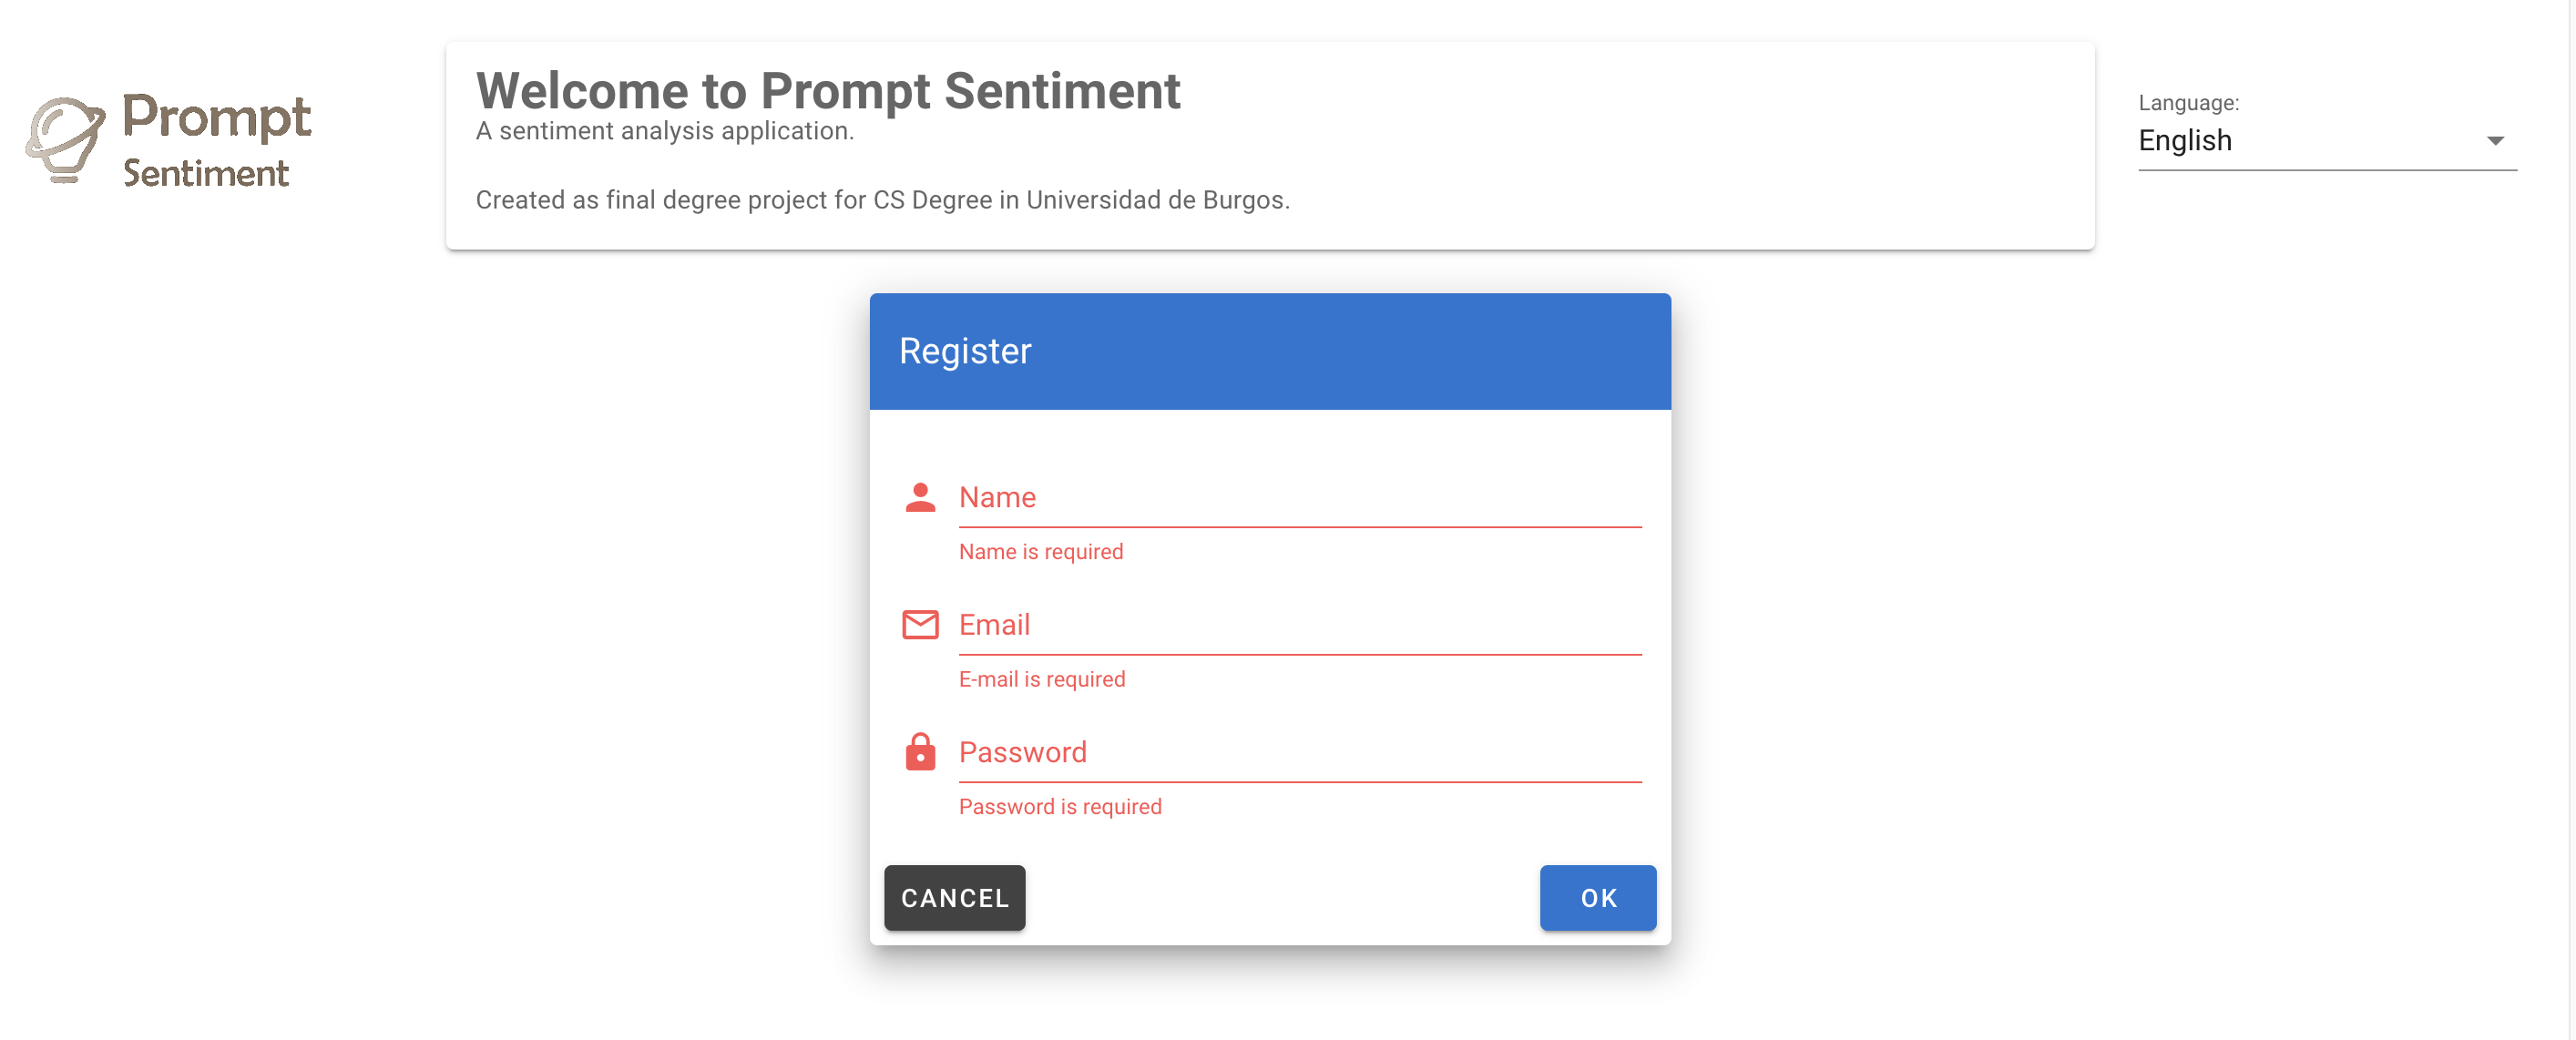 Prompt
Sentiment
Welcome to Prompt Sentiment
A sentiment analysis application.
Created as final degree project for CS Degree in Universidad de Burgos.
Language:
English
Register
Name
Name is required
Email
E-mail is required
Password
Password is required
CANCEL
OK